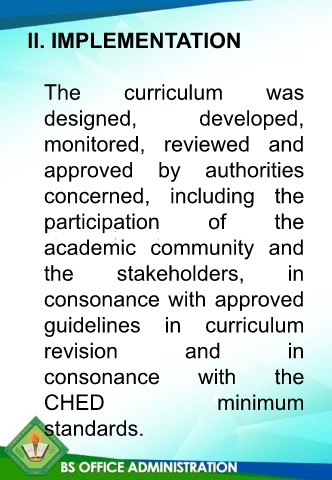 II. IMPLEMENTATION
The curriculum was
designed, developed,
monitored, reviewed and
approved by authorities
concerned, including the
participation of the
academic community and
the stakeholders, in
consonance with approved
guidelines in curriculum
revision and in
consonance with the
CHED minimum
standards.
BS OFFICE ADMINISTRATION